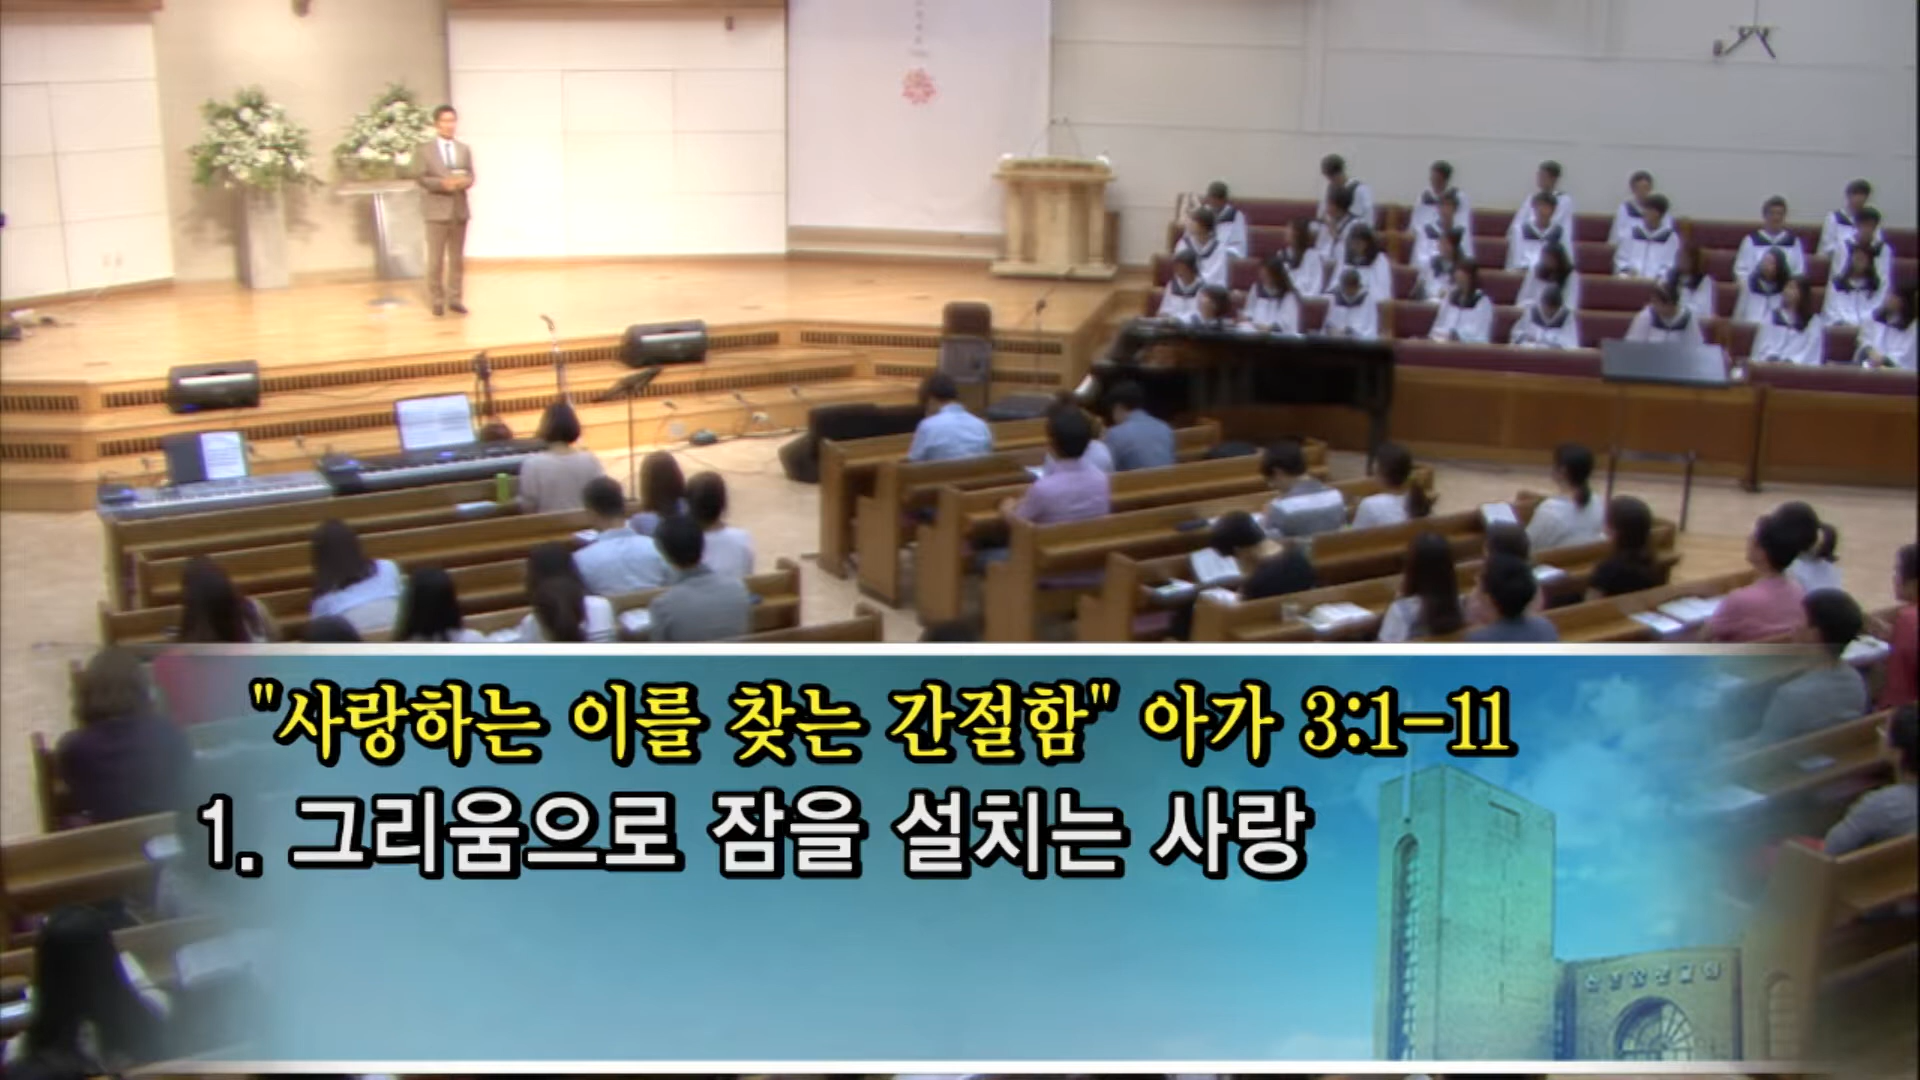 "사랑하는 이를 찾는 간절함" 아가 3:1-11
1. 그리움으로 잠을 설치는 사랑